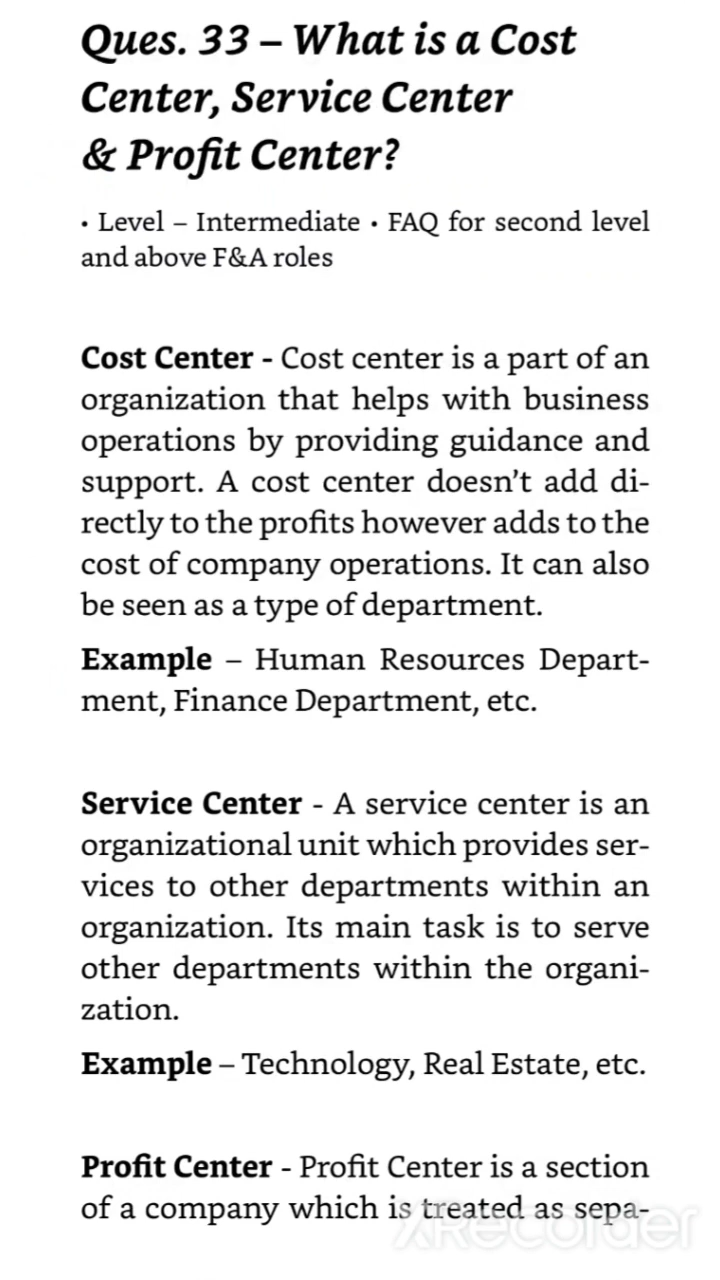 Ques. 33 – What is a Cost
Center, Service Center
& Profit Center?
• Level – Intermediate • FAQ for second level
and above F&A roles
Cost Center - Cost center is a part of an
organization that helps with business
operations by providing guidance and
support. A cost center doesn’t add di-
rectly to the profits however adds to the
cost of company operations. It can also
be seen as a type of department.
Example – Human Resources Depart-
ment, Finance Department, etc.
Service Center - A service center is an
organizational unit which provides ser-
vices to other departments within an
organization. Its main task is to serve
other departments within the organi-
zation.
Example – Technology, Real Estate, etc.
Profit Center - Profit Center is a section
of a company which is treated as sepa-
XRecorder